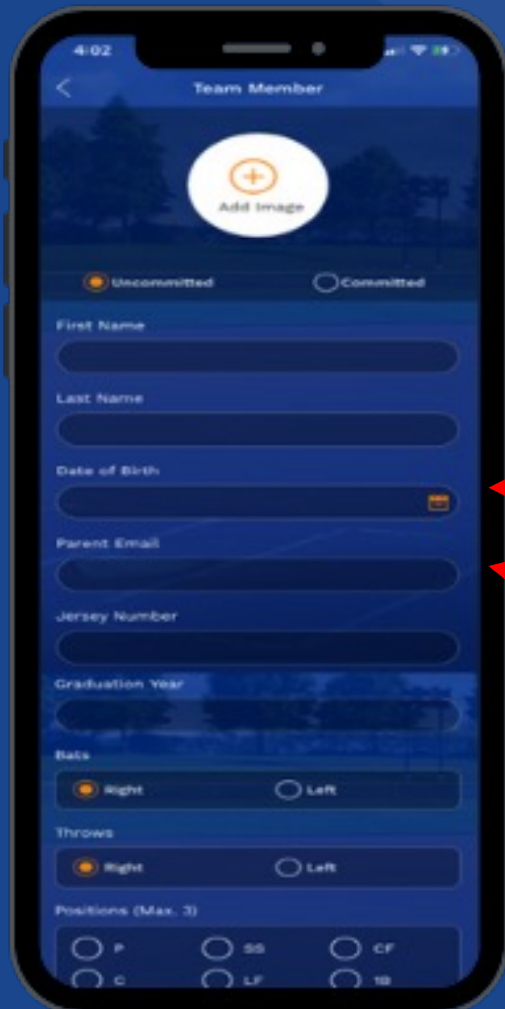 4:02
Team Member
Add Image
Uncommitted Committed
First Name
Last Name
Date of Birth
Parent Email
Jersey Number
Graduation Year
Bats
Right Left
Throws
Right Left
Positions (Max. 3)
P SS CF
C LF 1B